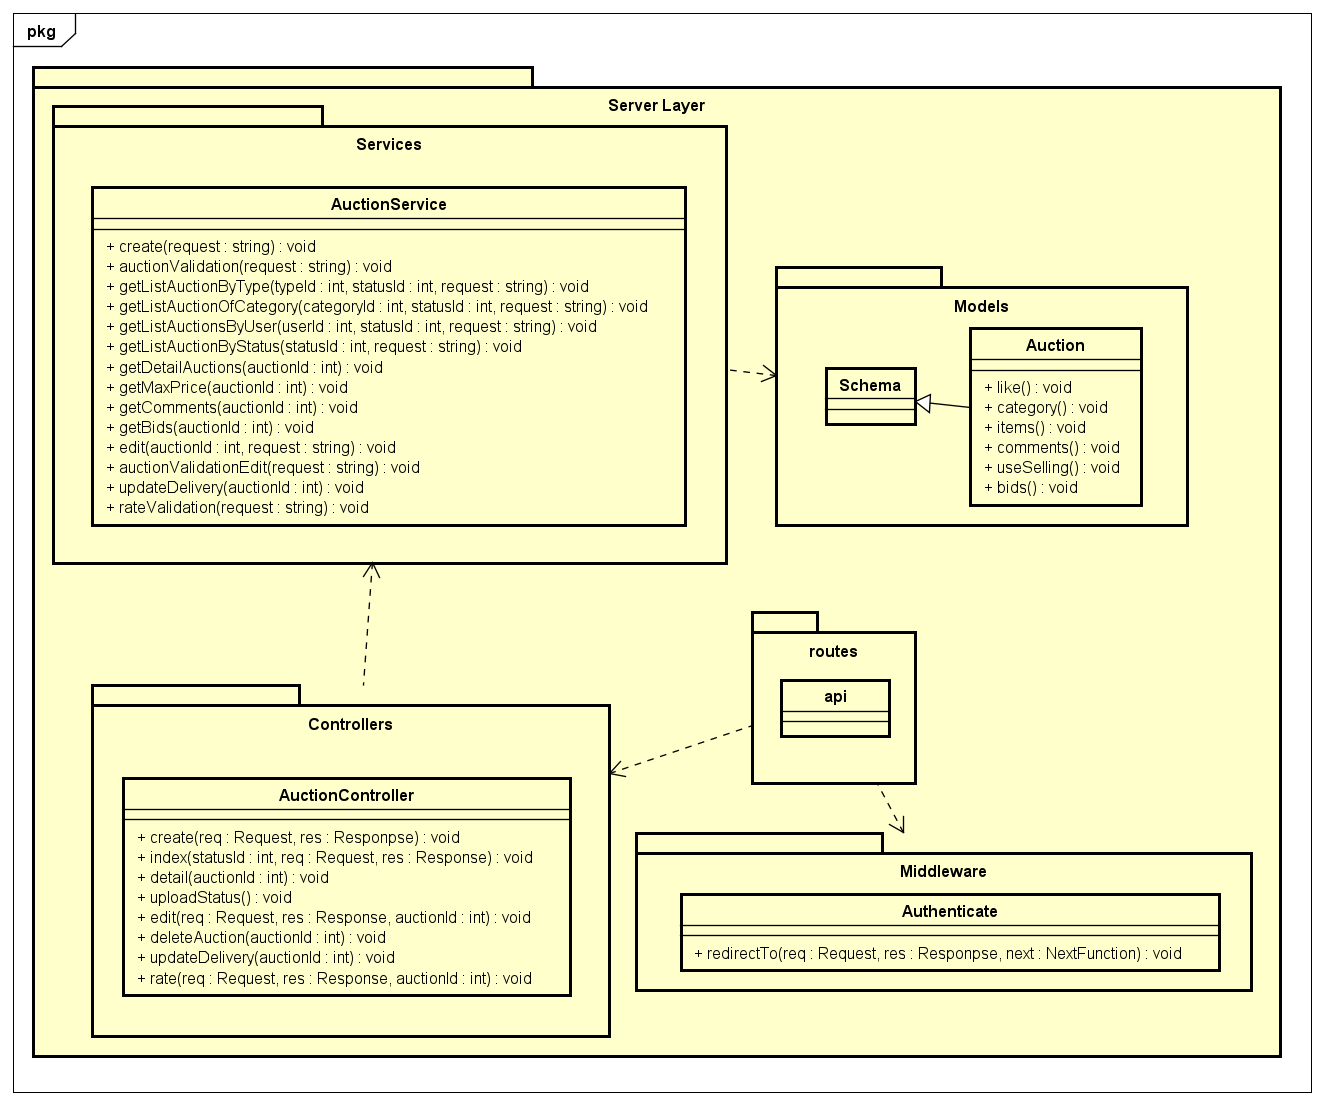 pkg
Server Layer
Services
AuctionService
+ create(request : string) : void
+ auctionValidation(request : string) : void
+ getListAuctionByType(typeId : int, statusId : int, request : string) : void
+ getListAuctionOfCategory(categoryId : int, statusId : int, request : string) : void
+ getListAuctionsByUser(userId : int, statusId : int, request : string) : void
+ getListAuctionByStatus(statusId : int, request : string) : void
+ getDetailAuctions(auctionId : int) : void
+ getMaxPrice(auctionId : int) : void
+ getComments(auctionId : int) : void
+ getBids(auctionId : int) : void
+ edit(auctionId : int, request : string) : void
+ auctionValidationEdit(request : string) : void
+ updateDelivery(auctionId : int) : void
+ rateValidation(request : string) : void
Models
Schema
Auction
+ like() : void
+ category() : void
+ items() : void
+ comments() : void
+ useSelling() : void
+ bids() : void
routes
api
Controllers
AuctionController
+ create(req : Request, res : Responpse) : void
+ index(statusId : int, req : Request, res : Response) : void
+ detail(auctionId : int) : void
+ uploadStatus() : void
+ edit(req : Request, res : Response, auctionId : int) : void
+ deleteAuction(auctionId : int) : void
+ updateDelivery(auctionId : int) : void
+ rate(req : Request, res : Response, auctionId : int) : void
Middleware
Authenticate
+ redirectTo(req : Request, res : Responpse, next : NextFunction) : void